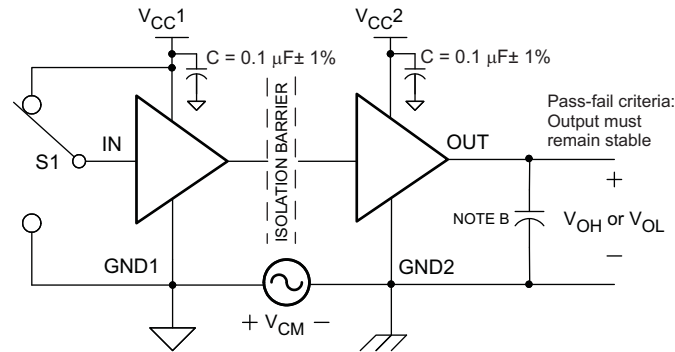 VCC1
VCC2
C = 0.1 μF± 1%
C = 0.1 μF± 1%
Pass-fail criteria:
Output must
remain stable
S1
IN
ISOLATION BARRIER
OUT
+
NOTE B
VOH or VOL
–
GND1
GND2
+ VCM –